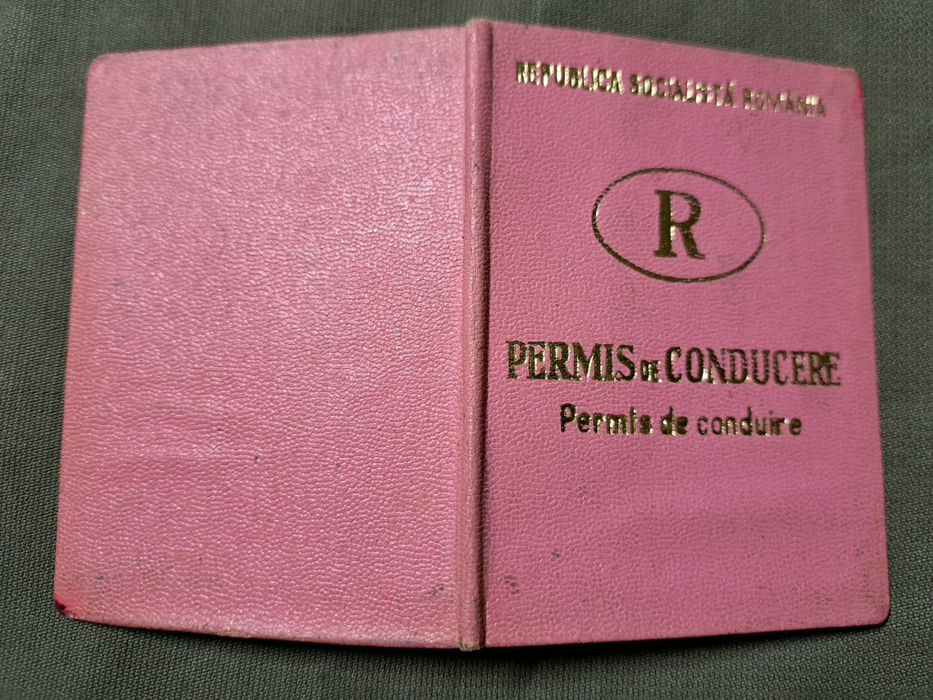 REPUBLICA SOCIALISTĂ ROMÂNIA
R
PERMIS DE CONDUCERE
Permis de conduire